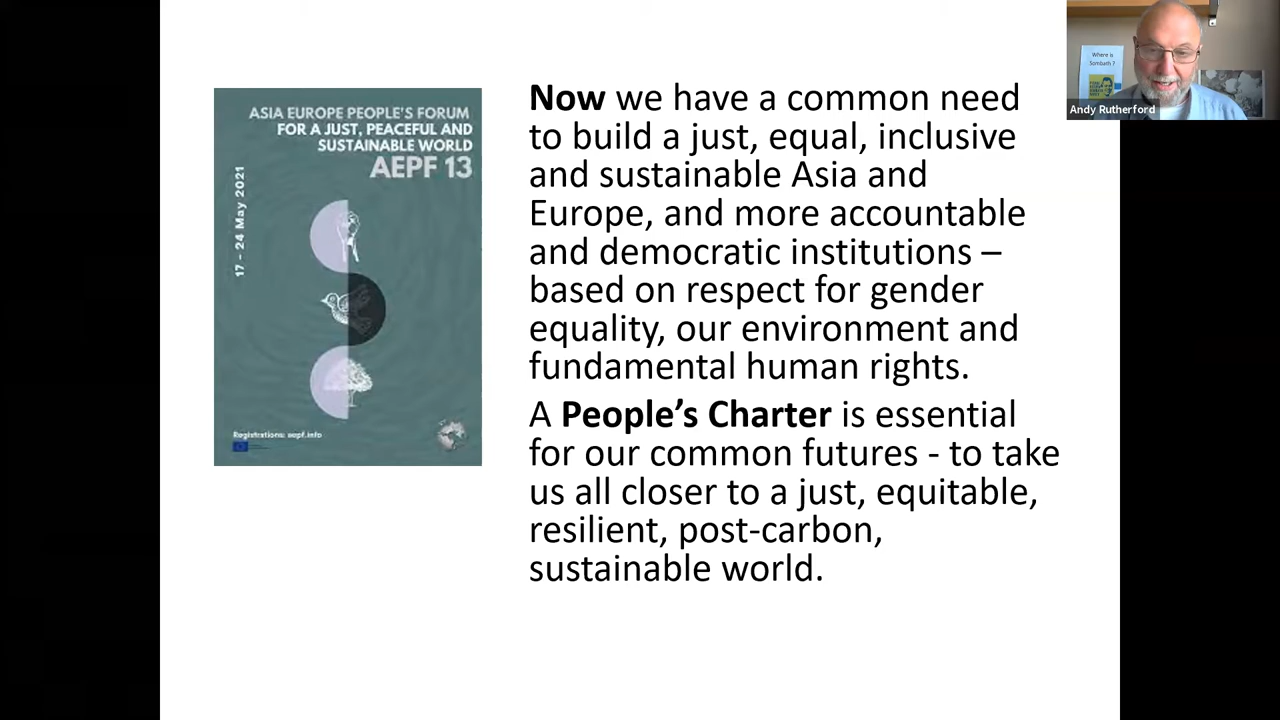 ASIA EUROPE PEOPLE'S FORUM
FOR A JUST, PEACEFUL AND
SUSTAINABLE WORLD
AEPF 13
17 - 24 May 2021
Registrations: aepf.info
Now we have a common need
to build a just, equal, inclusive
and sustainable Asia and
Europe, and more accountable
and democratic institutions –
based on respect for gender
equality, our environment and
fundamental human rights.
A People’s Charter is essential
for our common futures - to take
us all closer to a just, equitable,
resilient, post-carbon,
sustainable world.
Where is
Sombath ?
Andy Rutherford